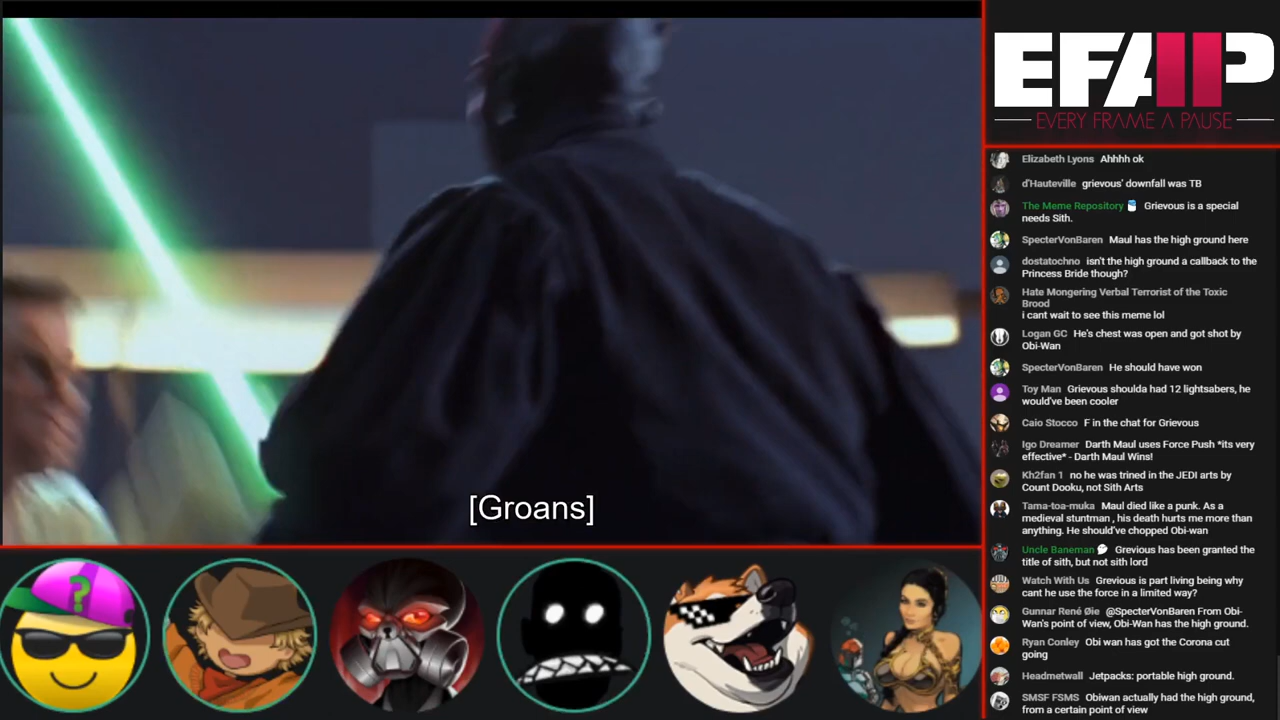 [Groans]
?
EFAP
EVERY FRAME A PAUSE
Elizabeth Lyons Ahhhh ok
d'Hauteville grievous' downfall was TB
The Meme Repository Grievous is a special
needs Sith.
SpecterVonBaren Maul has the high ground here
dostatochno isn't the high ground a callback to the
Princess Bride though?
Hate Mongering Verbal Terrorist of the Toxic
Brood
i cant wait to see this meme lol
Logan GC He's chest was open and got shot by
Obi-Wan
SpecterVonBaren He should have won
Toy Man Grievous shoulda had 12 lightsabers, he
would've been cooler
Caio Stocco F in the chat for Grievous
Igo Dreamer Darth Maul uses Force Push *its very
effective* - Darth Maul Wins!
Kh2fan 1 no he was trined in the JEDI arts by
Count Dooku, not Sith Arts
Tama-toa-muka Maul died like a punk. As a
medieval stuntman , his death hurts me more than
anything. He should've chopped Obi-wan
Uncle Baneman Grevious has been granted the
title of sith, but not sith lord
Watch With Us Grevious is part living being why
cant he use the force in a limited way?
Gunnar René Øie @SpecterVonBaren From Obi-
Wan's point of view, Obi-Wan has the high ground.
Ryan Conley Obi wan has got the Corona cut
going
Headmetwall Jetpacks: portable high ground.
SMSF FSMS Obiwan actually had the high ground,
from a certain point of view